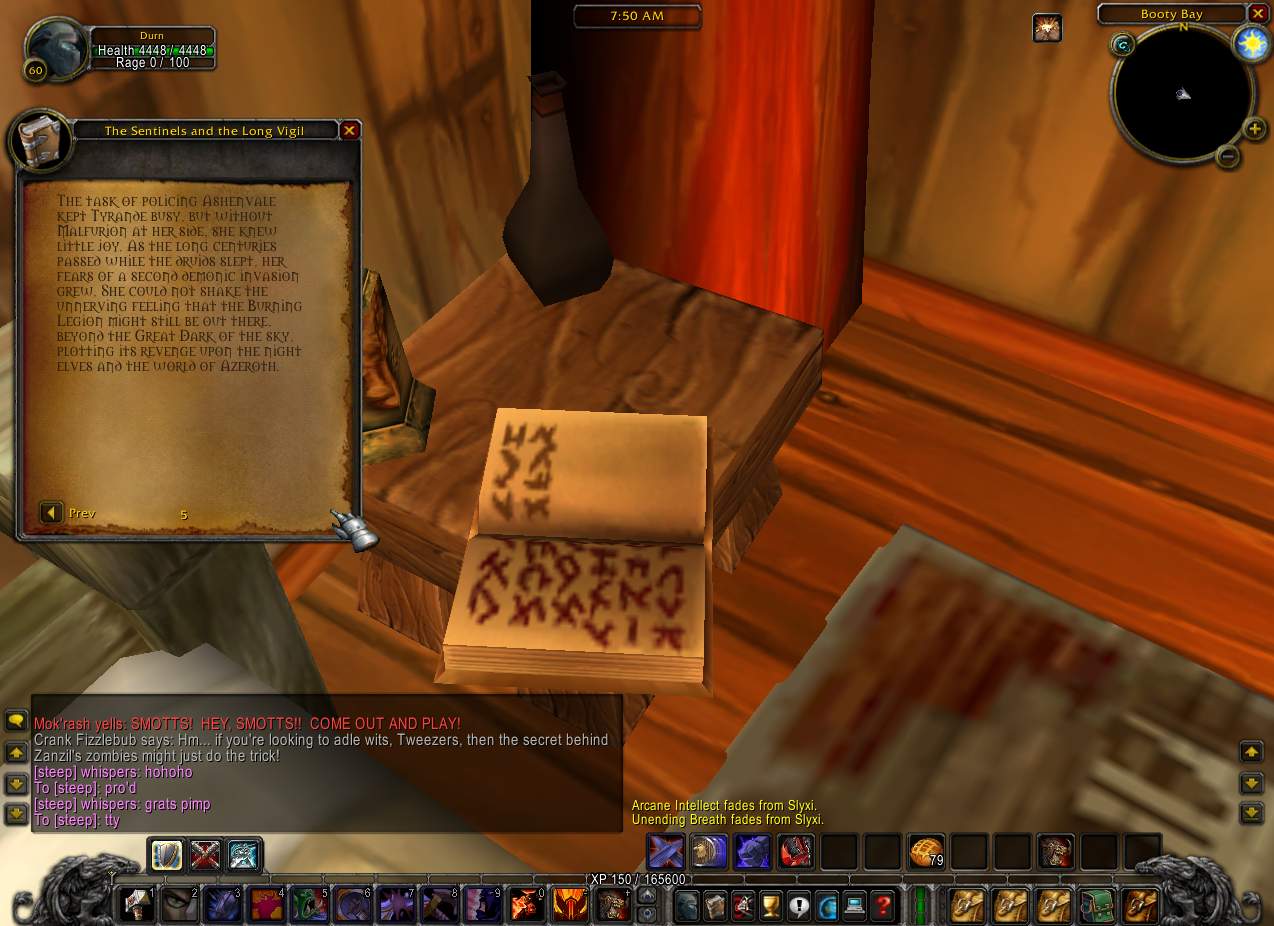 7:50 AM
Booty Bay
N
Durn
Health 4448 / 4448
Rage 0 / 100
60
The Sentinels and the Long Vigil
The task of policing Ashenvale
kept Tyrande busy, but without
Malfurion at her side, she knew
little joy. As the long centuries
passed while the druids slept, her
fears of a second demonic invasion
grew. She could not shake the
unnerving feeling that the Burning
Legion might still be out there,
beyond the Great Dark of the sky,
plotting its revenge upon the night
elves and the world of Azeroth.
Prev
5
Mok'rash yells: SMOTTS! HEY, SMOTTS!! COME OUT AND PLAY!
Crank Fizzlebub says: Hm... if you're looking to adle wits, Tweezers, then the secret behind
Zanzil's zombies might just do the trick!
[steep] whispers: hohoho
To [steep]: pro'd
[steep] whispers: grats pimp
To [steep]: tty
Arcane Intellect fades from Slyxi.
Unending Breath fades from Slyxi.
79
XP 150 / 165600
1 2 3 4 5 6 7 8 9 0 - +